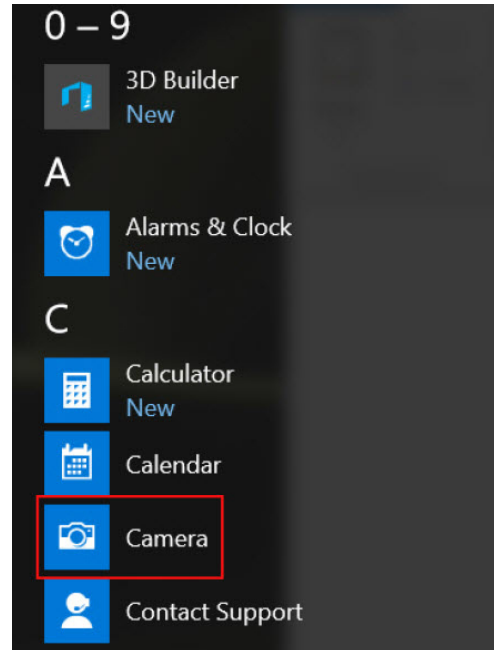 0 – 9
3D Builder
New
A
Alarms & Clock
New
C
Calculator
New
Calendar
Camera
Contact Support